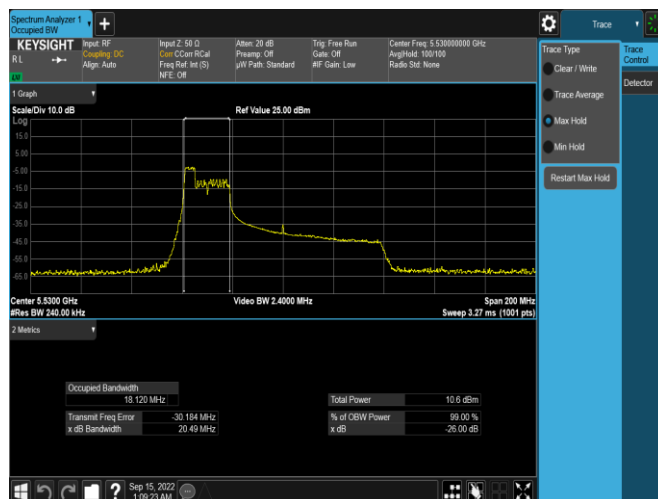 Spectrum Analyzer 1
Occupied BW
+
Trace
KEYSIGHT
R L
Input: RF
Coupling: DC
Align: Auto
Input Z: 50 Ω
Corr CCorr RCal
Freq Ref: Int (S)
NFE: Off
Atten: 20 dB
Preamp: Off
µW Path: Standard
Trig: Free Run
Gate: Off
#IF Gain: Low
Center Freq: 5.530000000 GHz
Avg|Hold: 100/100
Radio Std: None
1 Graph
Scale/Div 10.0 dB
Ref Value 25.00 dBm
Log
15.0
5.00
-5.00
-15.0
-25.0
-35.0
-45.0
-55.0
-65.0
Center 5.5300 GHz
#Res BW 240.00 kHz
Video BW 2.4000 MHz
Span 200 MHz
Sweep 3.27 ms (1001 pts)
2 Metrics
Occupied Bandwidth
18.120 MHz
Transmit Freq Error -30.184 MHz
x dB Bandwidth 20.49 MHz
Total Power 10.6 dBm
% of OBW Power 99.00 %
x dB -26.00 dB
Trace Type
Clear / Write
Trace Average
Max Hold
Min Hold
Restart Max Hold
Trace
Control
Detector
?
Sep 15, 2022
1:09:23 AM